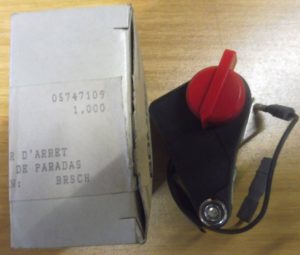 05747109
1,000
R D'ARRET
DE PARADAS
N: BRSCH